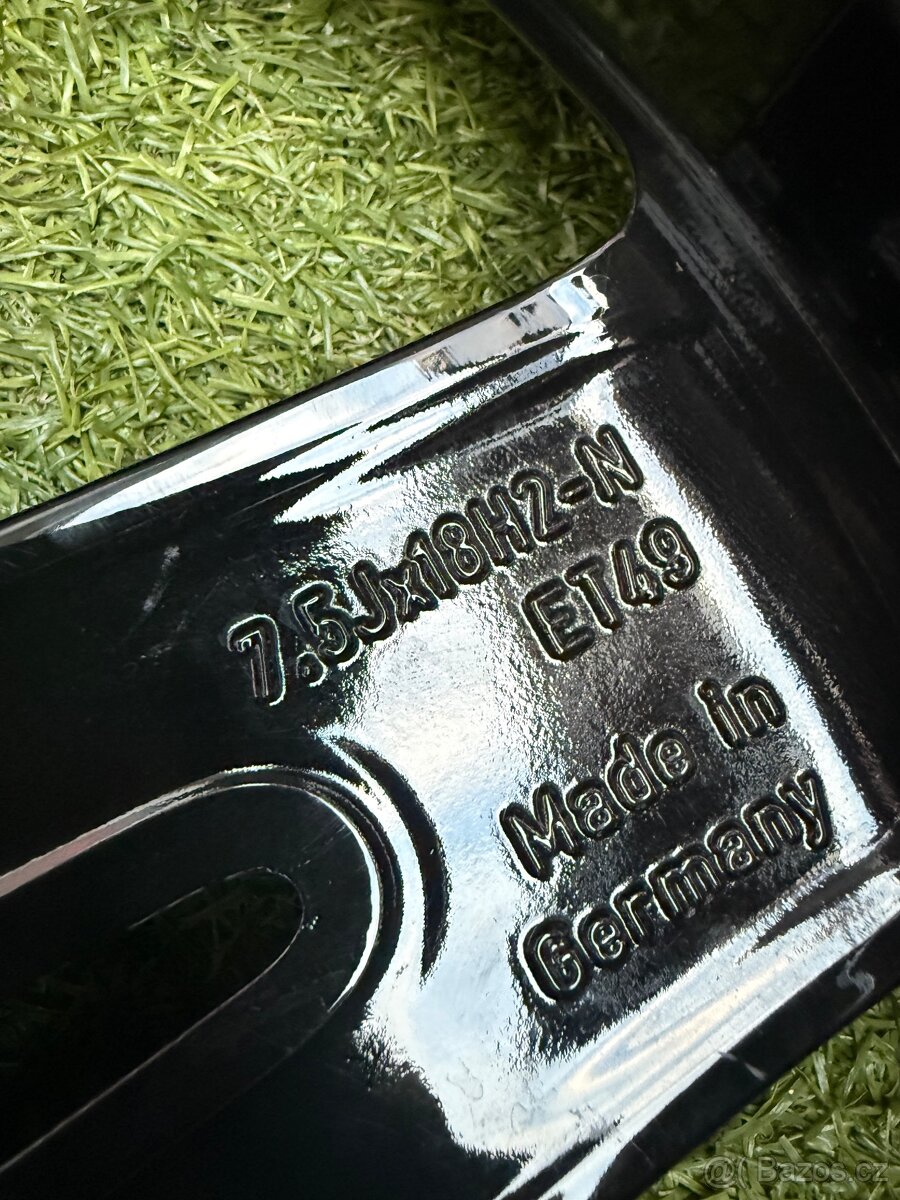 7.5Jx18H2-N
ET49
Made in
Germany
@ Bazos.cz